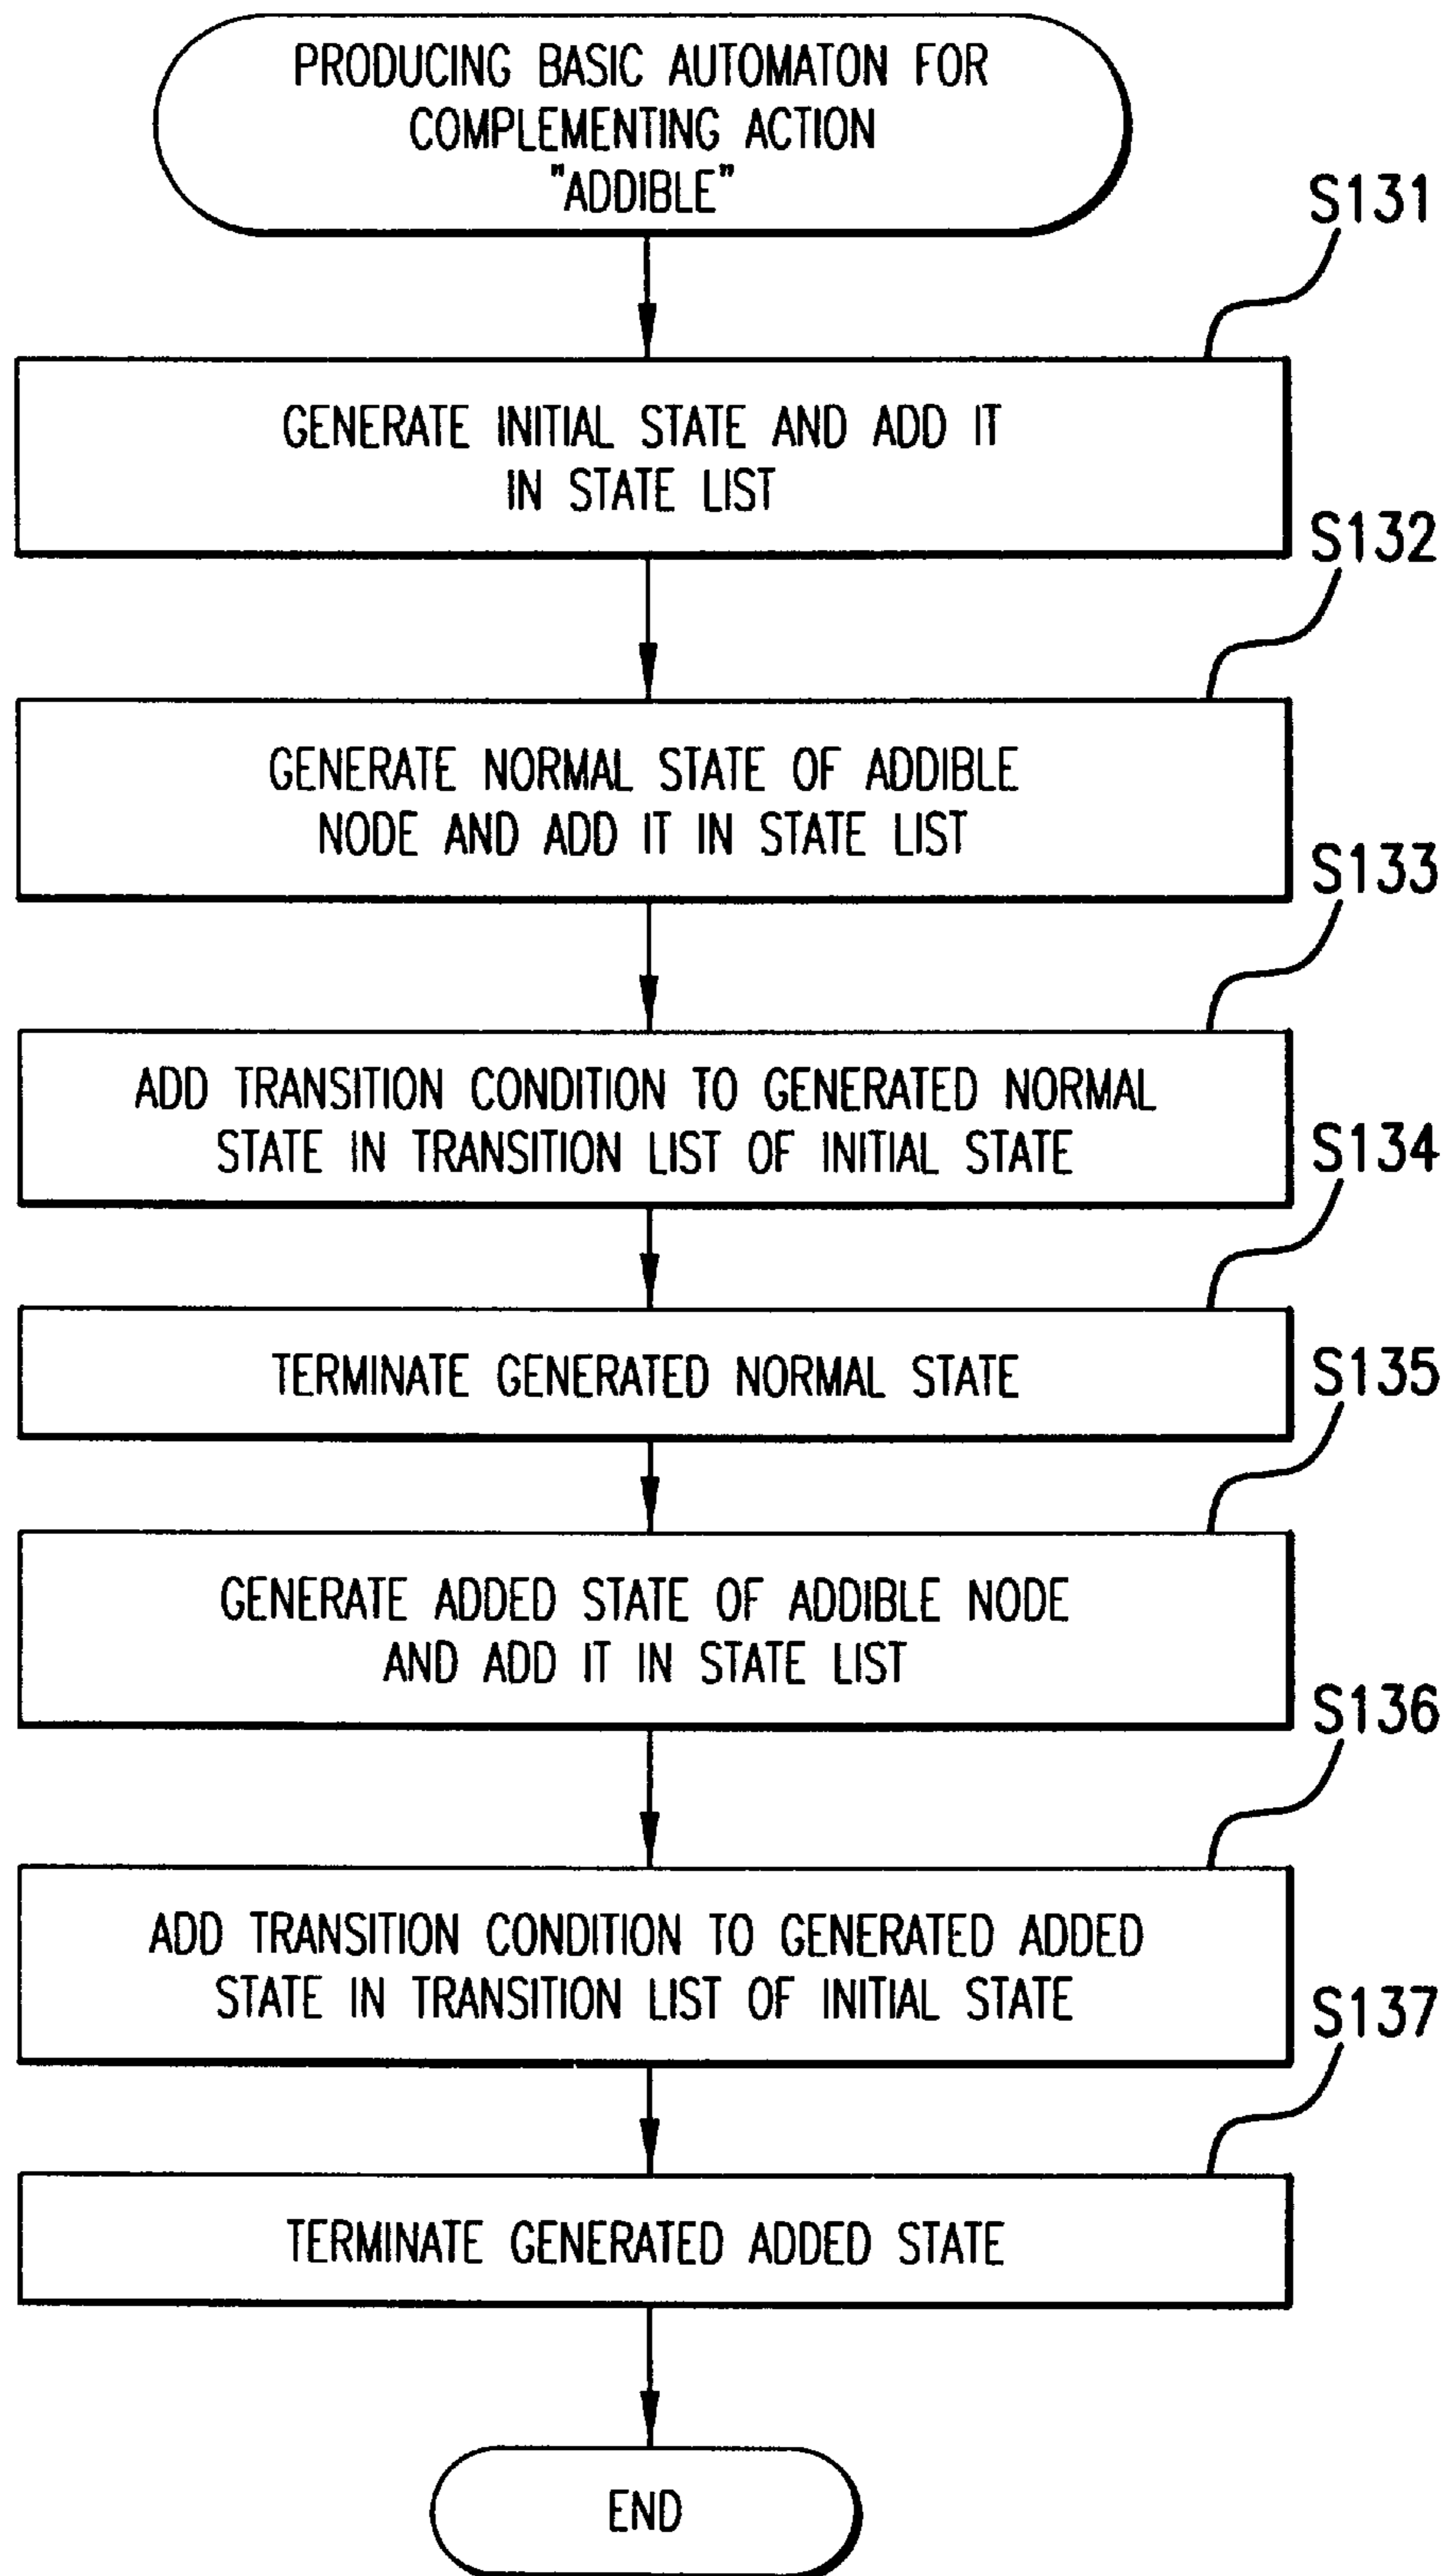 PRODUCING BASIC AUTOMATON FOR
COMPLEMENTING ACTION
"ADDIBLE"
S131
GENERATE INITIAL STATE AND ADD IT
IN STATE LIST
S132
GENERATE NORMAL STATE OF ADDIBLE
NODE AND ADD IT IN STATE LIST
S133
ADD TRANSITION CONDITION TO GENERATED NORMAL
STATE IN TRANSITION LIST OF INITIAL STATE
S134
TERMINATE GENERATED NORMAL STATE
S135
GENERATE ADDED STATE OF ADDIBLE NODE
AND ADD IT IN STATE LIST
S136
ADD TRANSITION CONDITION TO GENERATED ADDED
STATE IN TRANSITION LIST OF INITIAL STATE
S137
TERMINATE GENERATED ADDED STATE
END